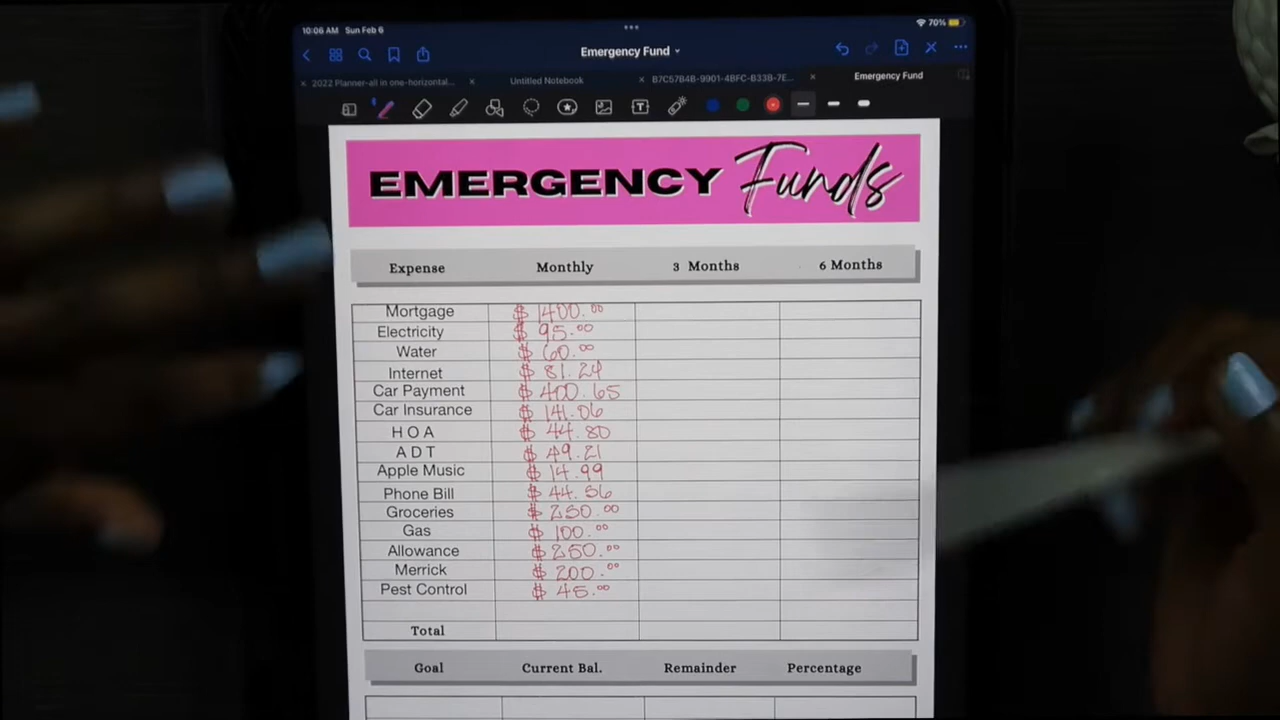 10:06 AM Sun Feb 6
70%
Emergency Fund
2022 Planner-all in one-horizontal...
Untitled Notebook
B7C57B4B-9901-4BFC-B33B-7E...
Emergency Fund
EMERGENCY Funds
Expense Monthly 3 Months 6 Months
Mortgage $ 1400.00
Electricity $ 95.00
Water $ 60.00
Internet $ 81.24
Car Payment $ 400.65
Car Insurance $ 141.06
HOA $ 44.80
ADT $ 49.21
Apple Music $ 14.99
Phone Bill $ 44.56
Groceries $ 250.00
Gas $ 100.00
Allowance $ 250.00
Merrick $ 200.00
Pest Control $ 45.00
Total
Goal Current Bal. Remainder Percentage